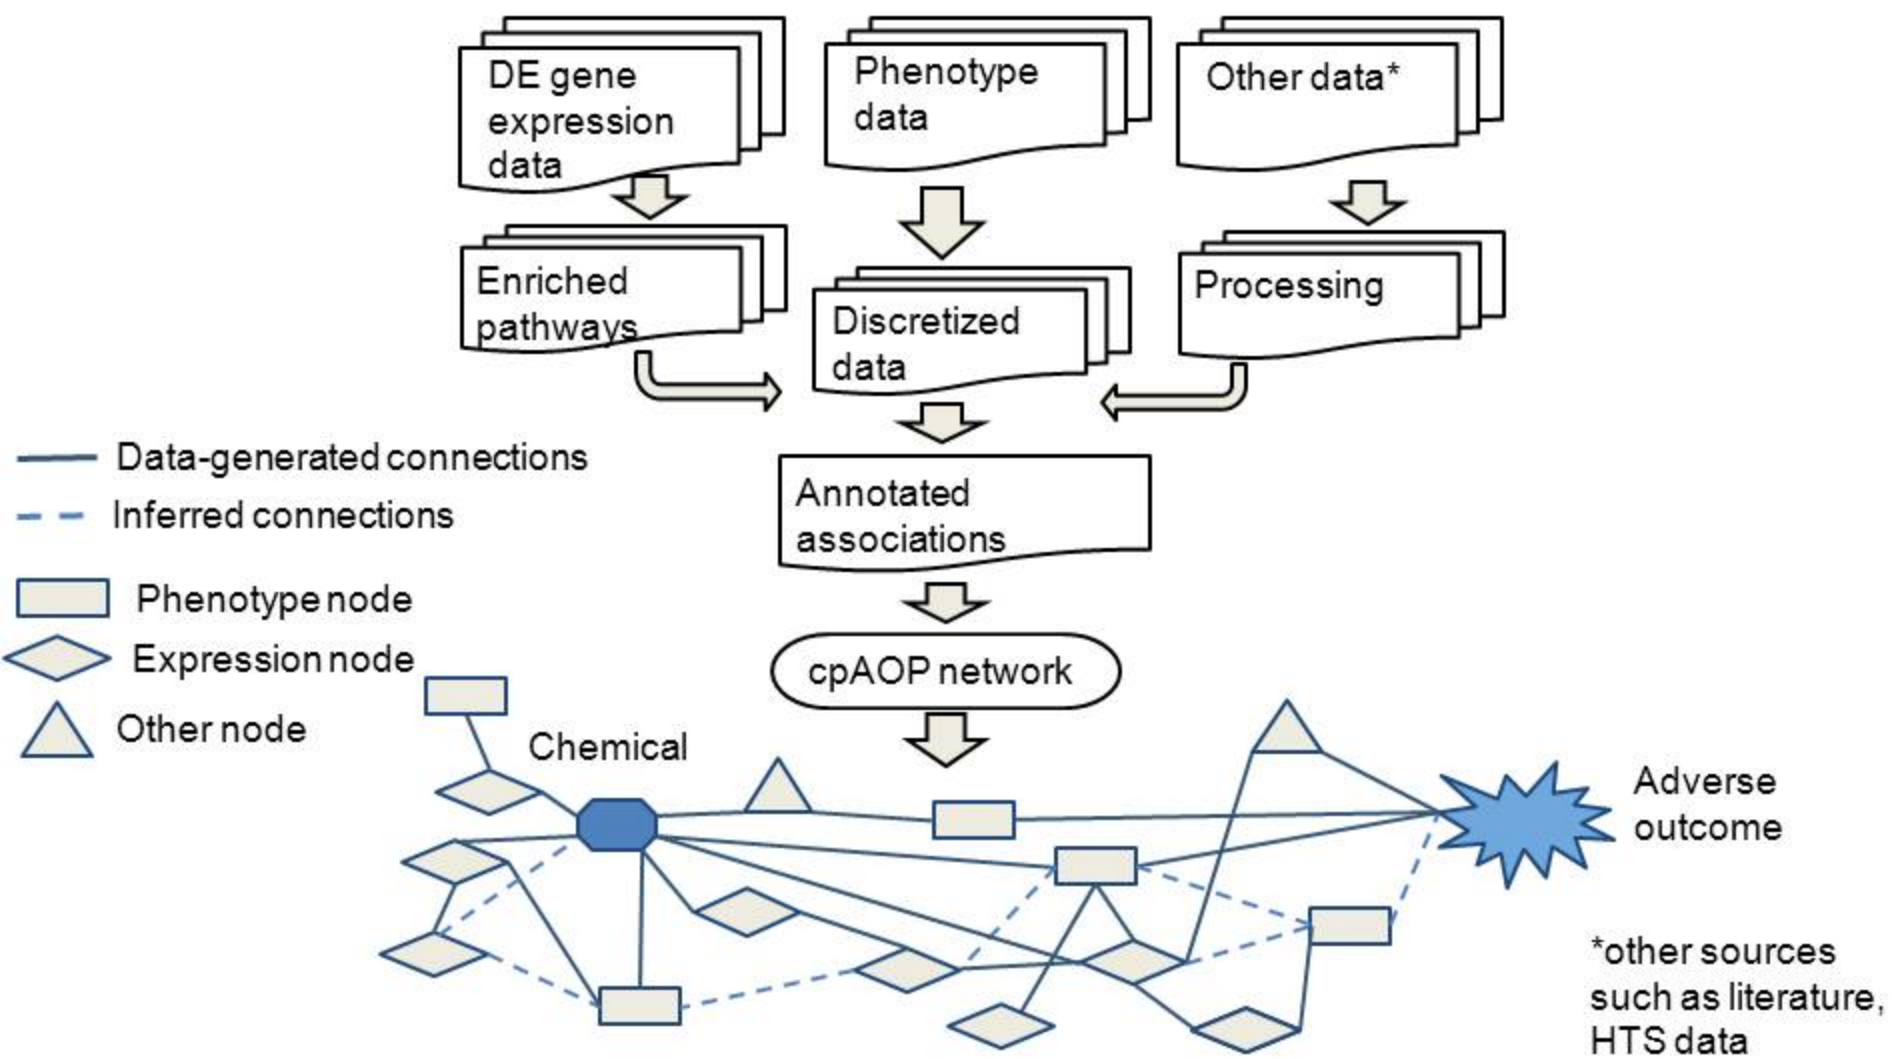 DE gene
expression
data
Phenotype
data
Other data*
Enriched
pathways
Discretized
data
Processing
Data-generated connections
Inferred connections
Annotated
associations
Phenotype node
Expression node
Other node
cpAOP network
Chemical
Adverse
outcome
*other sources
such as literature,
HTS data